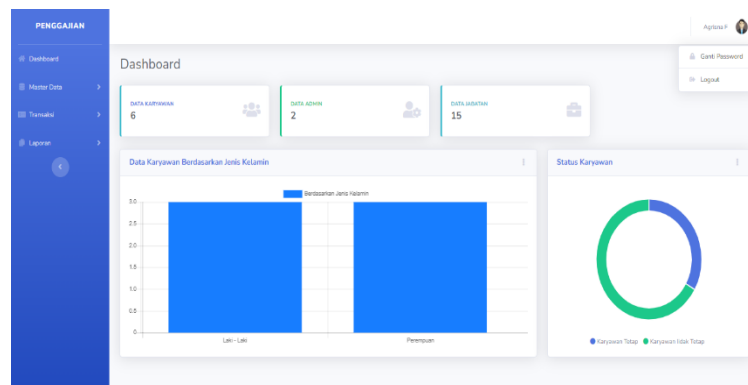 PENGGAJIAN
Agriana P
Dashboard
Ganti Password
Master Data
Logout
Transaksi
Laporan
Dashboard
DATA KARYAWAN
6
DATA ADMIN
2
DATA JABATAN
15
Data Karyawan Berdasarkan Jenis Kelamin
Status Karyawan
Berdasarkan Jenis Kelamin
3.0
2.5
2.0
1.5
1.0
0.5
0
Laki - Laki
Perempuan
Karyawan Tetap
Karyawan tidak Tetap